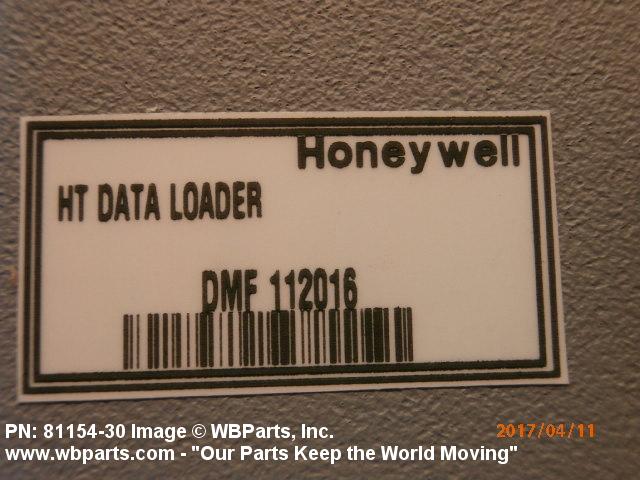 Honeywell
HT DATA LOADER
DMF 112016
PN: 81154-30 Image © WBParts, Inc.
2017/04/11
www.wbparts.com - "Our Parts Keep the World Moving"